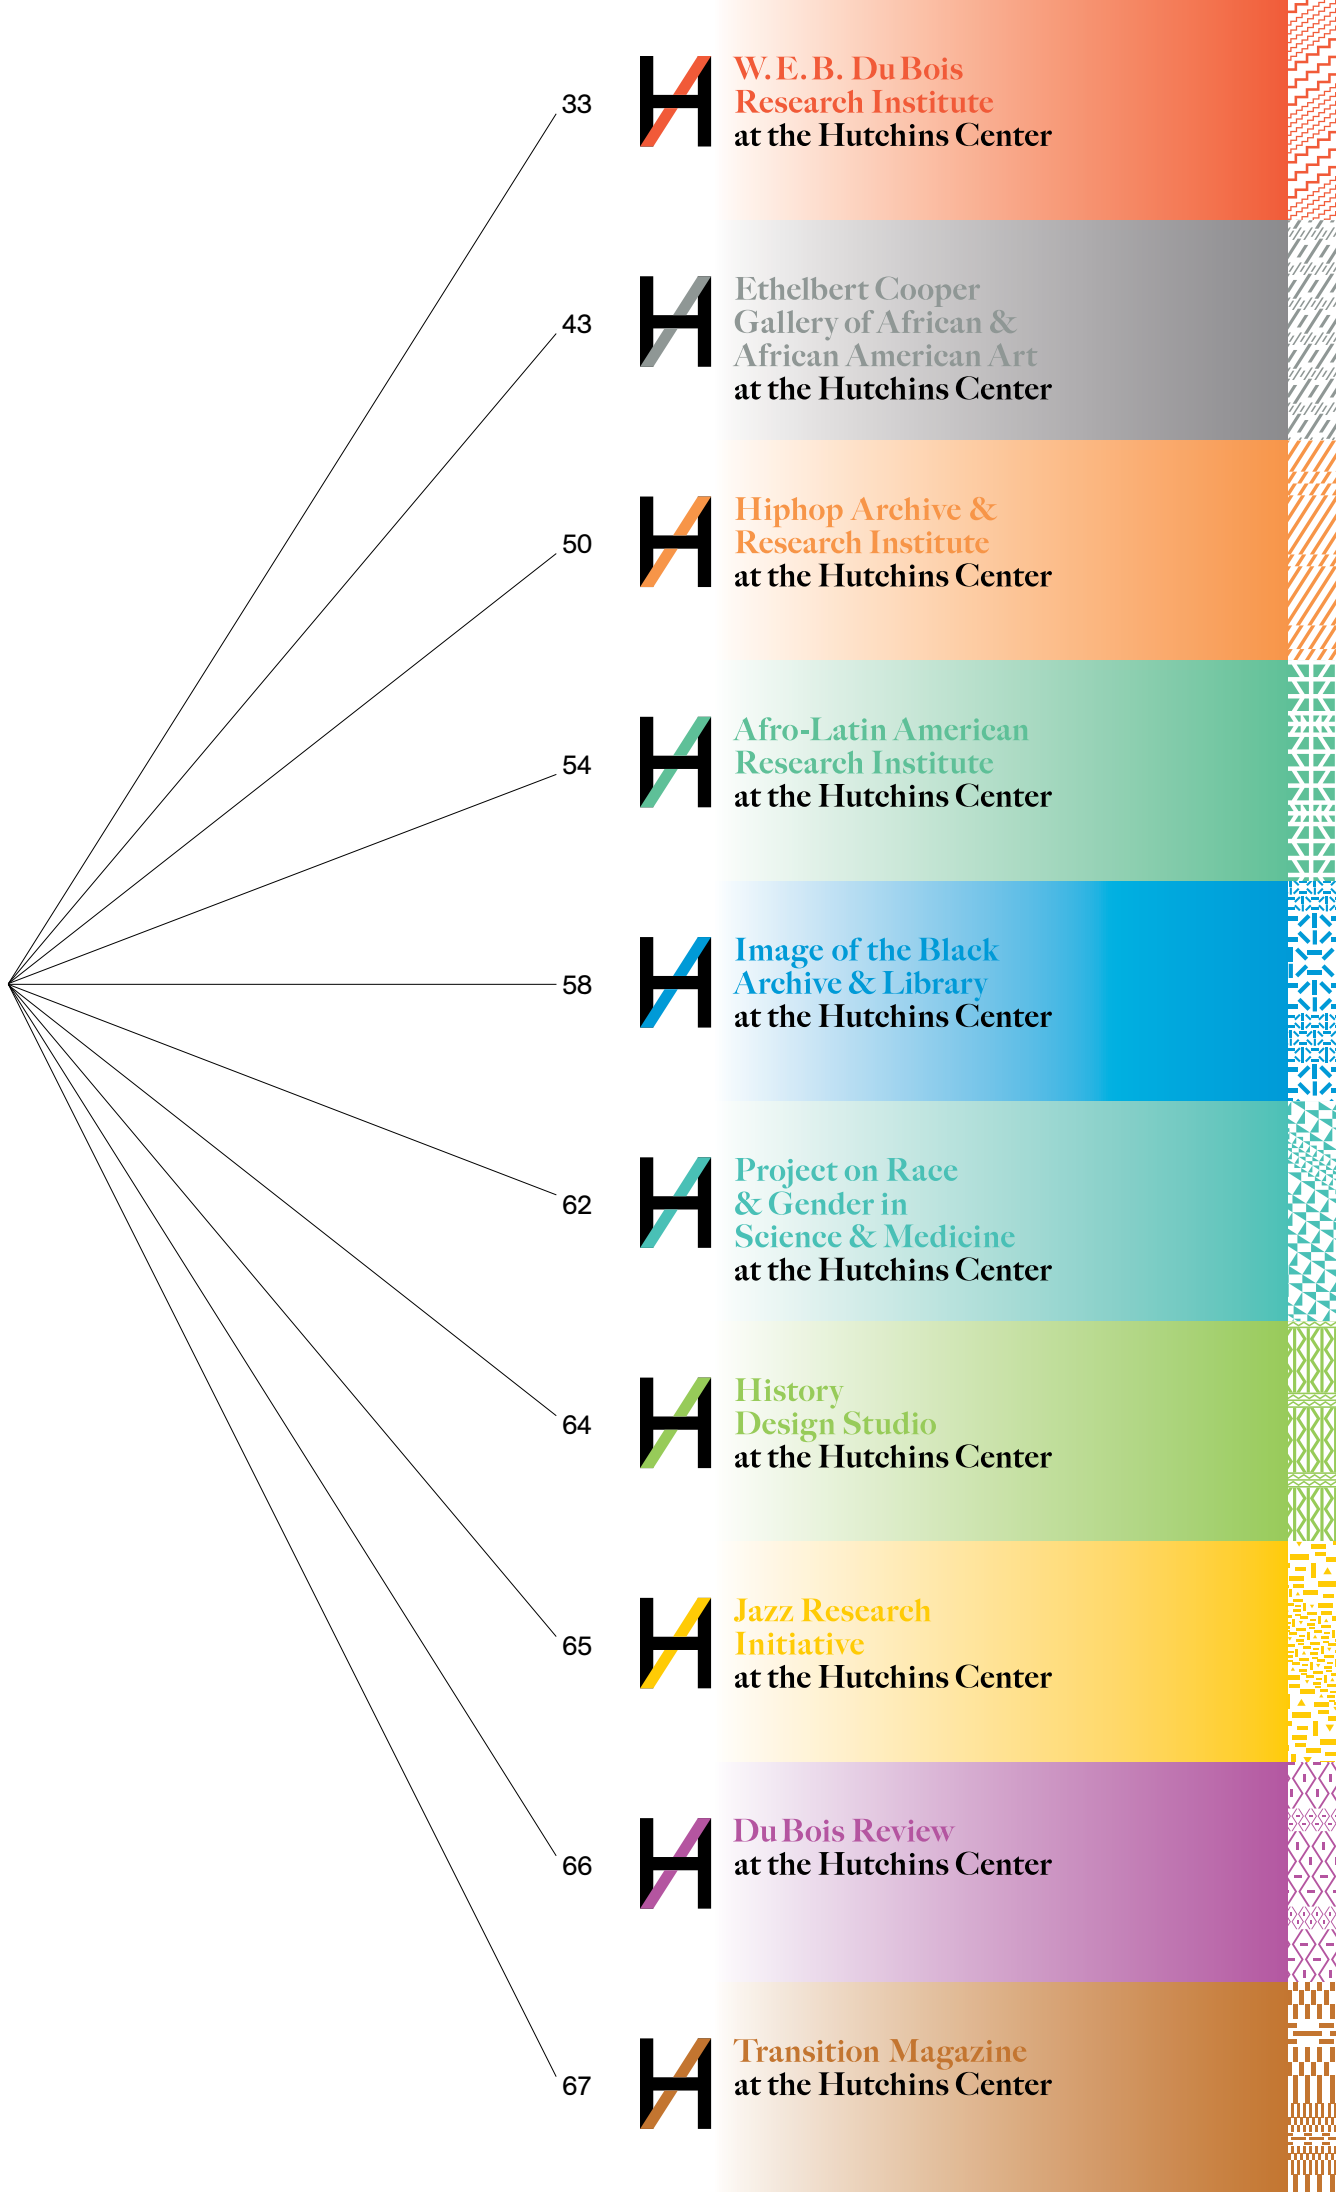 33
W.E.B. Du Bois
Research Institute
at the Hutchins Center
43
Ethelbert Cooper
Gallery of African &
African American Art
at the Hutchins Center
50
Hiphop Archive &
Research Institute
at the Hutchins Center
54
Afro-Latin American
Research Institute
at the Hutchins Center
58
Image of the Black
Archive & Library
at the Hutchins Center
62
Project on Race
& Gender in
Science & Medicine
at the Hutchins Center
64
History
Design Studio
at the Hutchins Center
65
Jazz Research
Initiative
at the Hutchins Center
66
Du Bois Review
at the Hutchins Center
67
Transition Magazine
at the Hutchins Center